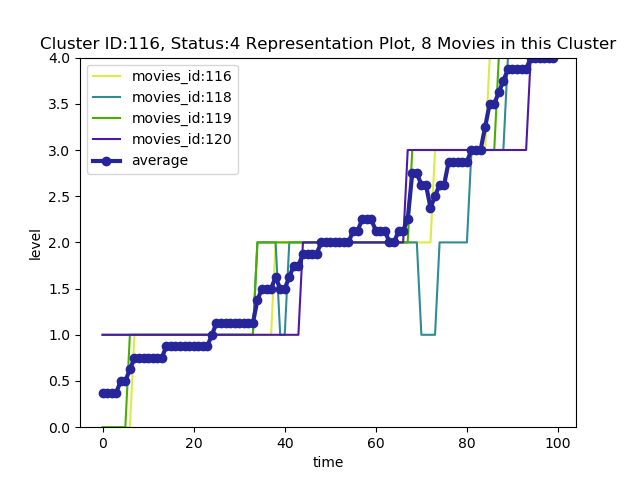 Cluster ID:116, Status:4 Representation Plot, 8 Movies in this Cluster
movies_id:116
movies_id:118
movies_id:119
movies_id:120
average
level
4.0
3.5
3.0
2.5
2.0
1.5
1.0
0.5
0.0
0 20 40 60 80 100
time